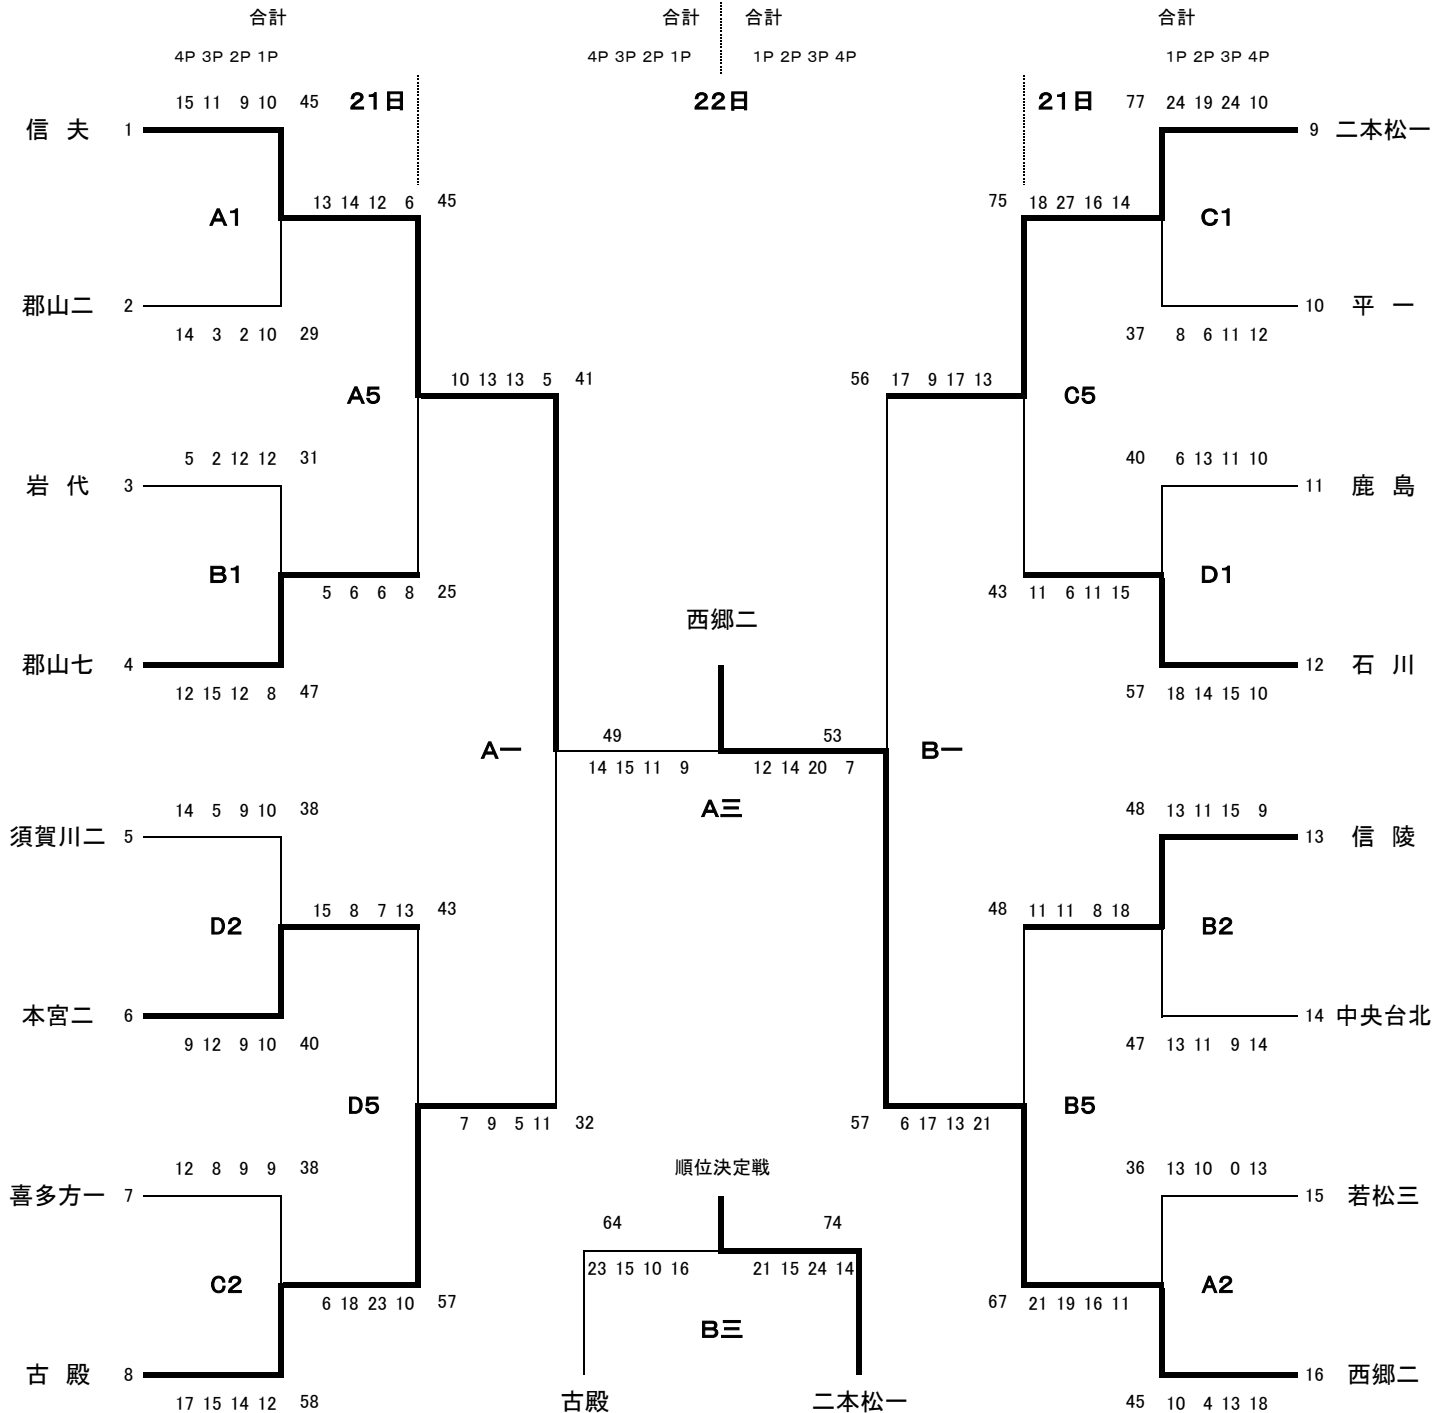 合計 合計 合計 合計
4P 3P 2P 1P 4P 3P 2P 1P 1P 2P 3P 4P 1P 2P 3P 4P
15 11 9 10 45 21日 22日 21日 77 24 19 24 10
信 夫 1 9 二本松一
13 14 12 6 45 75 18 27 16 14
A1 C1
郡山二 2 10 平 一
14 3 2 10 29 37 8 6 11 12
10 13 13 5 41 56 17 9 17 13
A5 C5
5 2 12 12 31 40 6 13 11 10
岩 代 3 11 鹿 島
B1 D1
5 6 6 8 25 43 11 6 11 15
西郷二
郡山七 4 12 石 川
12 15 12 8 47 57 18 14 15 10
49 53
A一 B一
14 15 11 9 12 14 20 7
A三
14 5 9 10 38 48 13 11 15 9
須賀川二 5 13 信 陵
15 8 7 13 43 48 11 11 8 18
D2 B2
本宮二 6 14 中央台北
9 12 9 10 40 47 13 11 9 14
D5 B5
7 9 5 11 32 57 6 17 13 21
12 8 9 9 38 順位決定戦 36 13 10 0 13
喜多方一 7 15 若松三
64 74
23 15 10 16 21 15 24 14
C2 A2
6 18 23 10 57 67 21 19 16 11
B三
古 殿 8 16 西郷二
17 15 14 12 58 古殿 二本松一 45 10 4 13 18